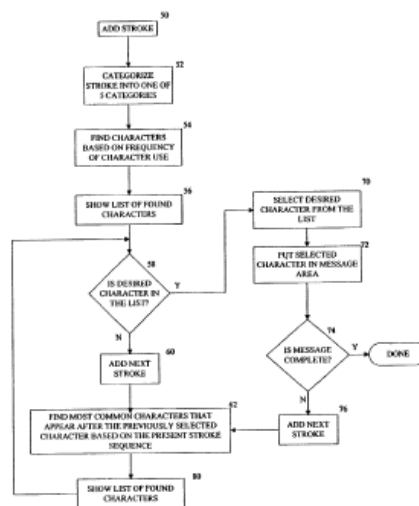 50
ADD STROKE
52
CATEGORIZE
STROKE INTO ONE OF
5 CATEGORIES
54
FIND CHARACTERS
BASED ON FREQUENCY
OF CHARACTER USE
56
SHOW LIST OF FOUND
CHARACTERS
58
IS DESIRED
CHARACTER IN
THE LIST?
Y
N
60
ADD NEXT
STROKE
62
FIND MOST COMMON CHARACTERS THAT
APPEAR AFTER THE PREVIOUSLY SELECTED
CHARACTER BASED ON THE PRESENT STROKE
SEQUENCE
80
SHOW LIST OF FOUND
CHARACTERS
70
SELECT DESIRED
CHARACTER FROM THE
LIST
72
PUT SELECTED
CHARACTER IN MESSAGE
AREA
74
IS MESSAGE
COMPLETE?
Y
DONE
N
76
ADD NEXT
STROKE